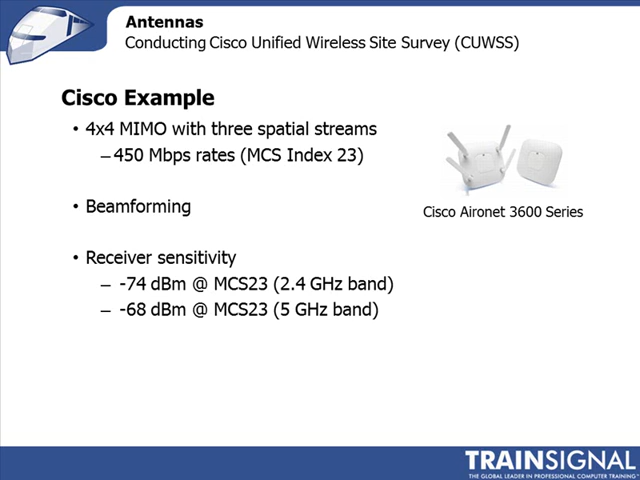 Antennas
Conducting Cisco Unified Wireless Site Survey (CUWSS)
Cisco Example
• 4x4 MIMO with three spatial streams
– 450 Mbps rates (MCS Index 23)
• Beamforming
Cisco Aironet 3600 Series
• Receiver sensitivity
– -74 dBm @ MCS23 (2.4 GHz band)
– -68 dBm @ MCS23 (5 GHz band)
TRAINSIGNAL
THE GLOBAL LEADER IN PROFESSIONAL COMPUTER TRAINING